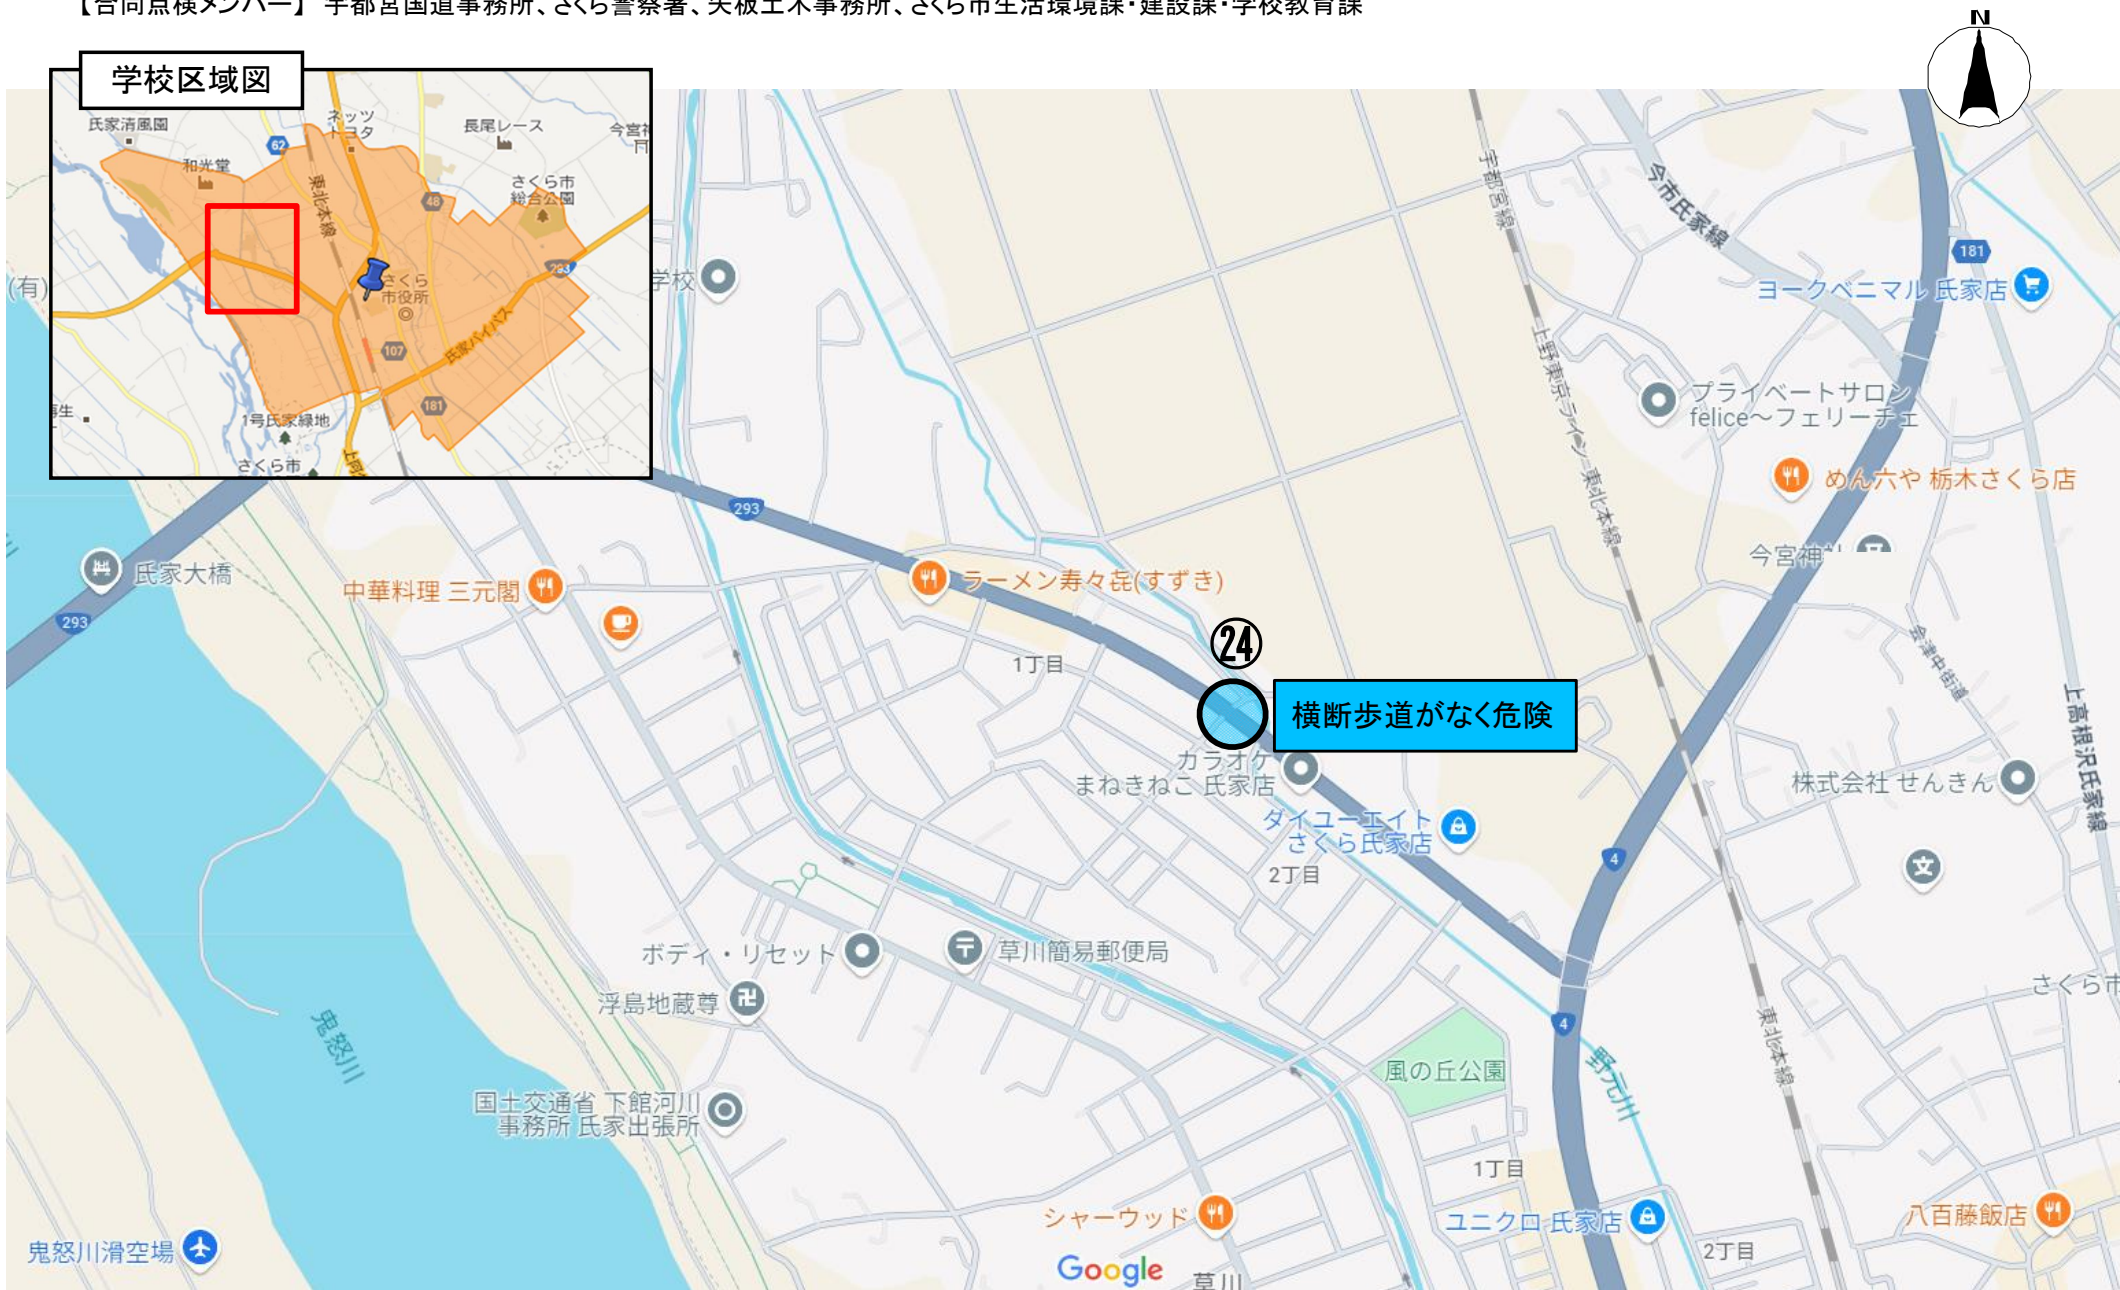 【合同点検メンバー】 宇都宮国道事務所、さくら警察署、矢板土木事務所、さくら市生活環境課・建設課・学校教育課
N
学校区域図
氏家清風園
ネッツ
トヨタ
長尾レース
62
和光堂
東北本線
48
さくら市
総合公園
さくら
市役所
293
107
氏家バイパス
181
1号氏家緑地
さくら市
(有)
学校
宇都宮線
今市氏家線
181
ヨークベニマル 氏家店
上野東京ライン
東北本線
プライベートサロン
felice～フェリーチェ
めん六や 栃木さくら店
293
今宮神社
氏家大橋
中華料理 三元閣
ラーメン寿々㐂(すずき)
293
㉔
1丁目
会津中街道
横断歩道がなく危険
上高根沢氏家線
カラオケ
まねきねこ 氏家店
株式会社 せんきん
ダイユーエイト
さくら氏家店
4
文
2丁目
ボディ・リセット
草川簡易郵便局
浮島地蔵尊
さくら市
鬼怒川
4
東北本線
風の丘公園
野元川
国土交通省 下館河川
事務所 氏家出張所
1丁目
シャーウッド
ユニクロ 氏家店
八百藤飯店
鬼怒川滑空場
2丁目
Google
草川